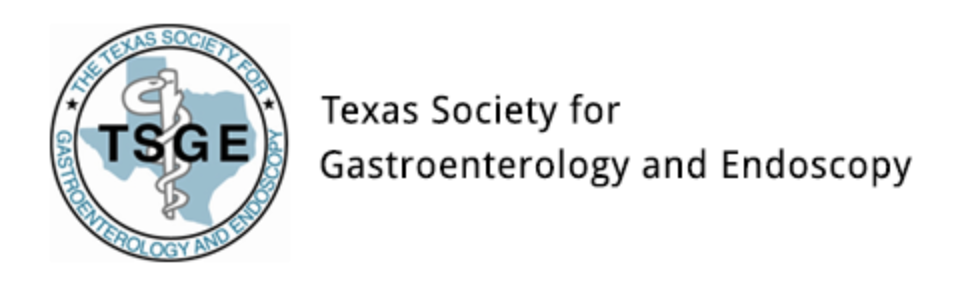 THE TEXAS SOCIETY FOR
GASTROENTEROLOGY AND ENDOSCOPY
TSGE
Texas Society for
Gastroenterology and Endoscopy